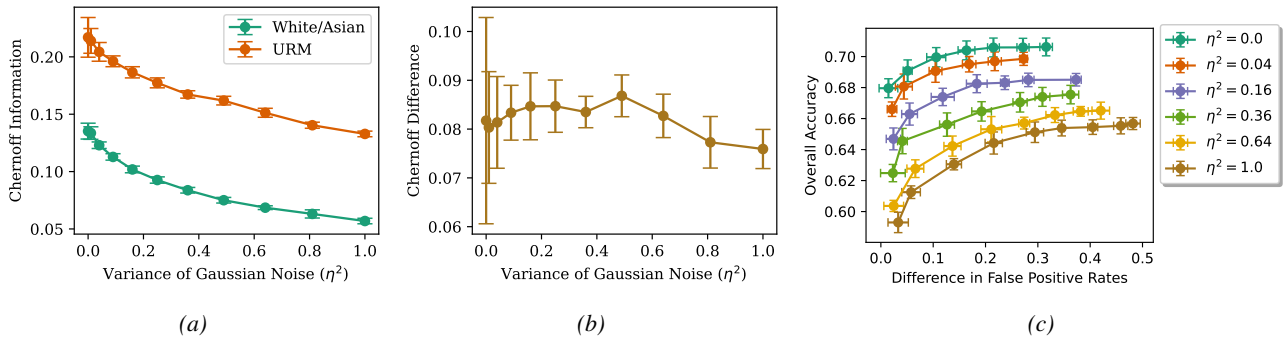 0.20
0.15
0.10
0.05
Chernoff Information
White/Asian
URM
0.0 0.2 0.4 0.6 0.8 1.0
Variance of Gaussian Noise (η²)
(a)
0.10
0.09
0.08
0.07
0.06
Chernoff Difference
0.0 0.2 0.4 0.6 0.8 1.0
Variance of Gaussian Noise (η²)
(b)
0.70
0.68
0.66
0.64
0.62
0.60
Overall Accuracy
0.0 0.1 0.2 0.3 0.4 0.5
Difference in False Positive Rates
η² = 0.0
η² = 0.04
η² = 0.16
η² = 0.36
η² = 0.64
η² = 1.0
(c)